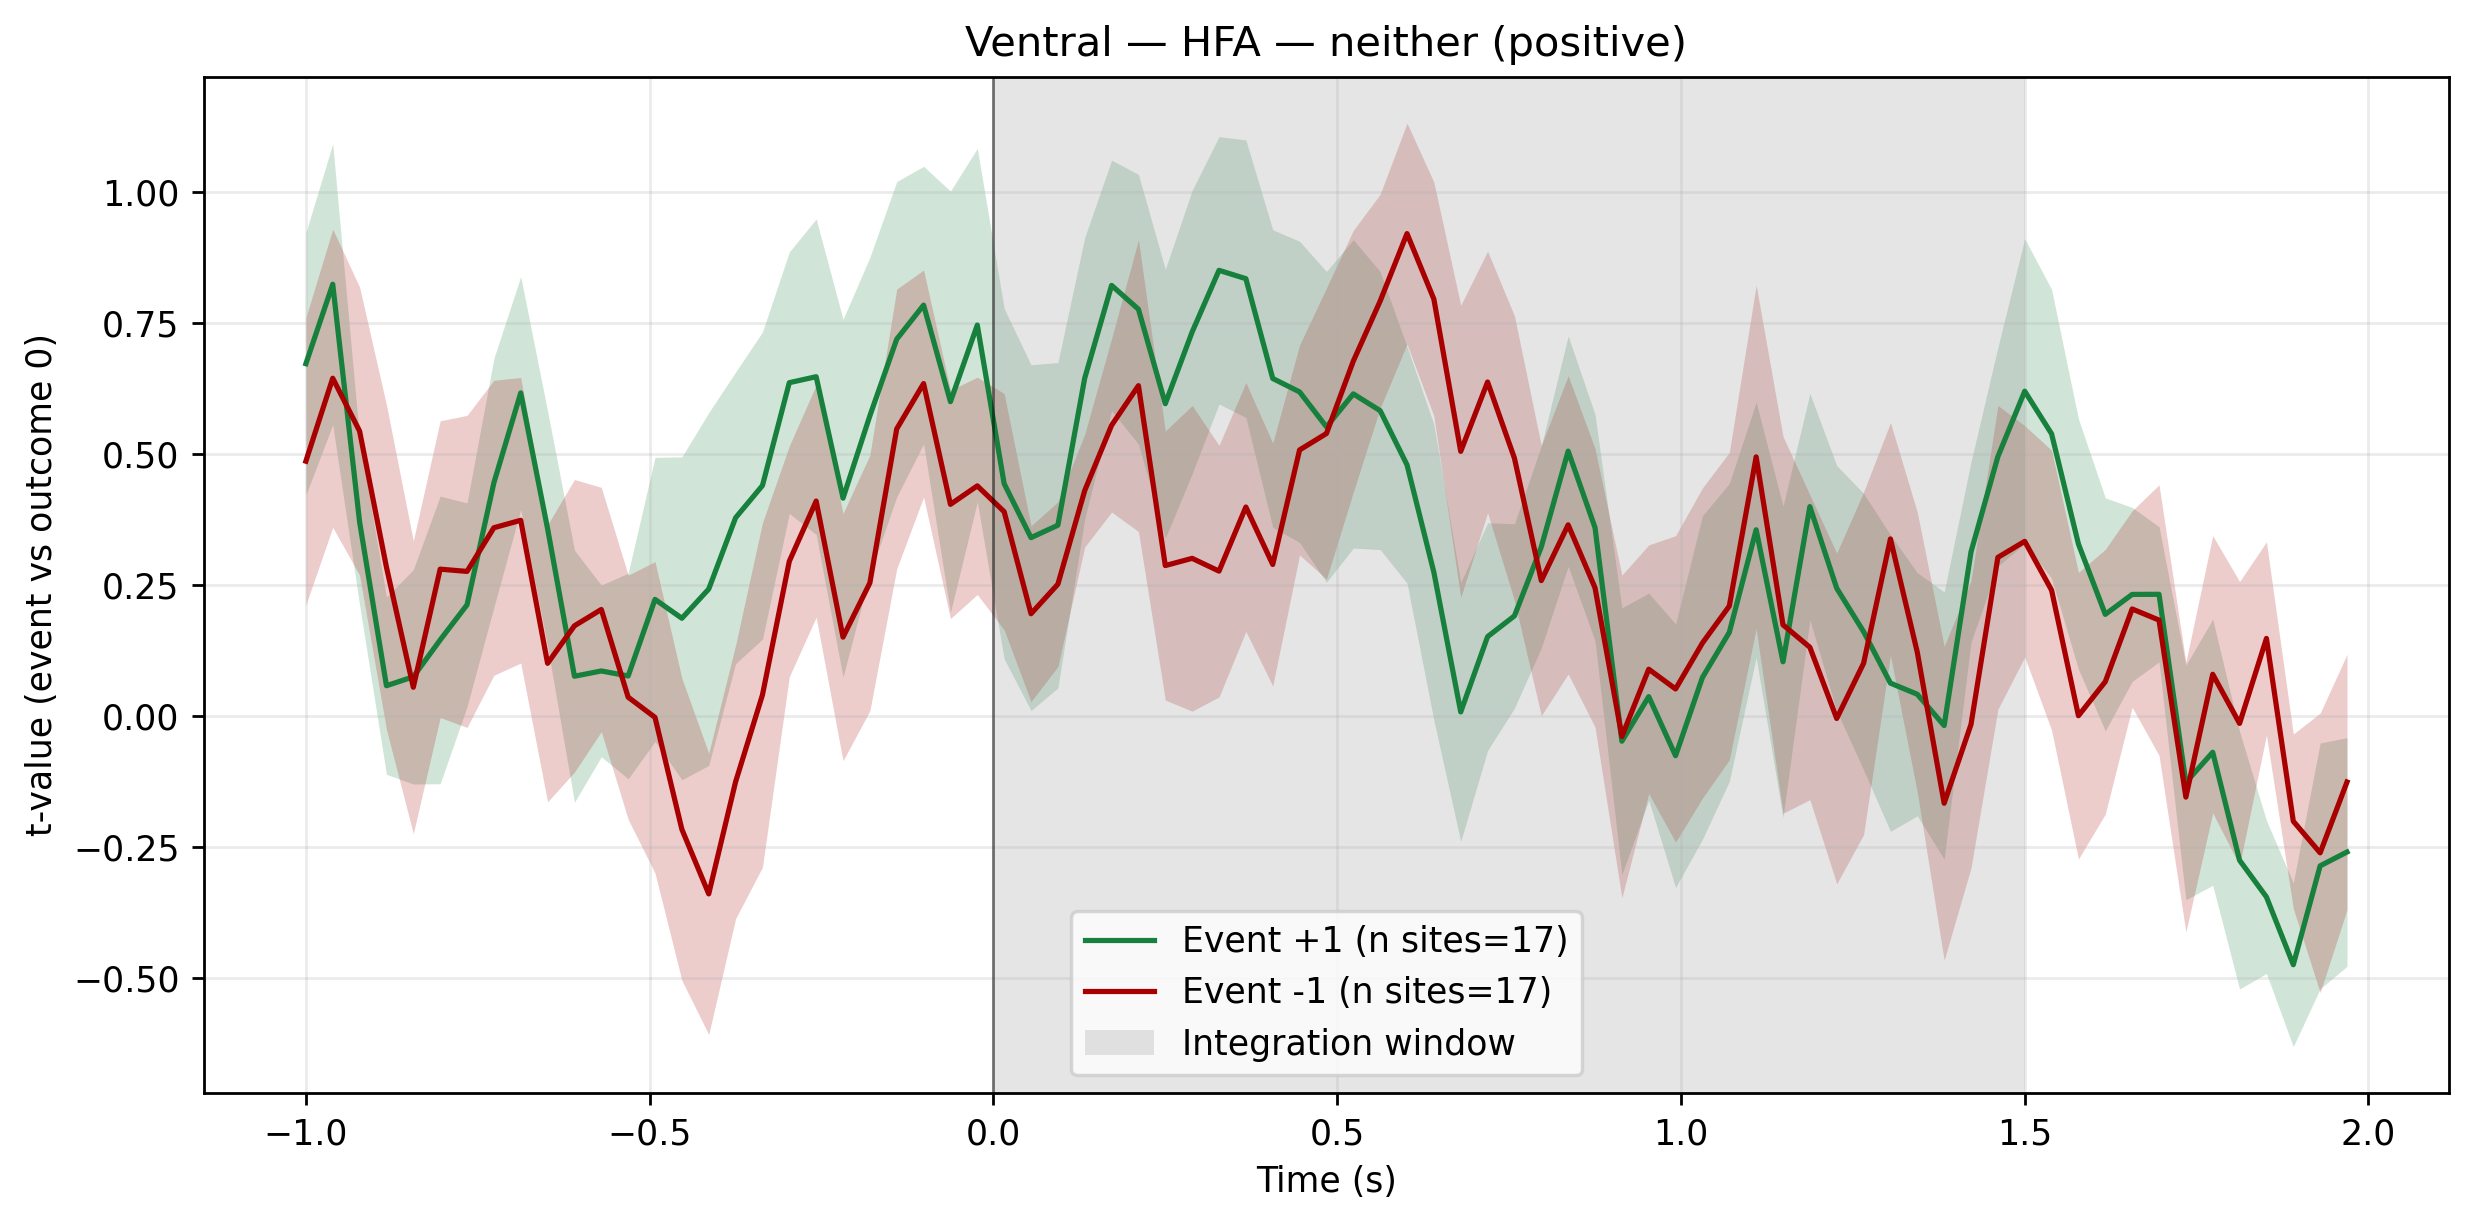 Ventral — HFA — neither (positive)
t-value (event vs outcome 0)
1.00
0.75
0.50
0.25
0.00
−0.25
−0.50
Event +1 (n sites=17)
Event -1 (n sites=17)
Integration window
−1.0
−0.5
0.0
0.5
1.0
1.5
2.0
Time (s)